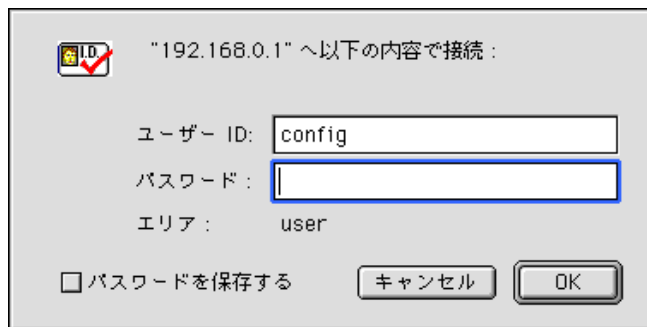 I.D.
"192.168.0.1" へ以下の内容で接続：
ユーザー ID: config
パスワード：
エリア： user
パスワードを保存する キャンセル OK